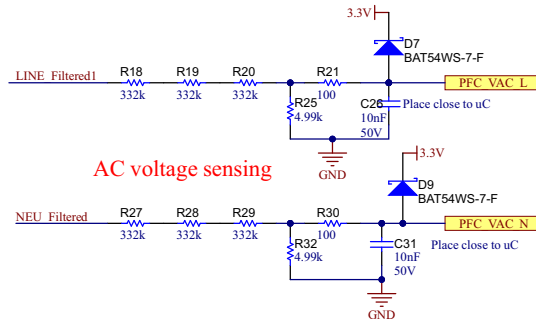 3.3V
D7
BAT54WS-7-F
LINE_Filtered1
R18
332k
R19
332k
R20
332k
R21
100
PFC_VAC_L
R25
4.99k
C26
10nF
50V
Place close to uC
GND
AC voltage sensing
3.3V
D9
BAT54WS-7-F
NEU_Filtered
R27
332k
R28
332k
R29
332k
R30
100
PFC_VAC_N
R32
4.99k
C31
10nF
50V
Place close to uC
GND